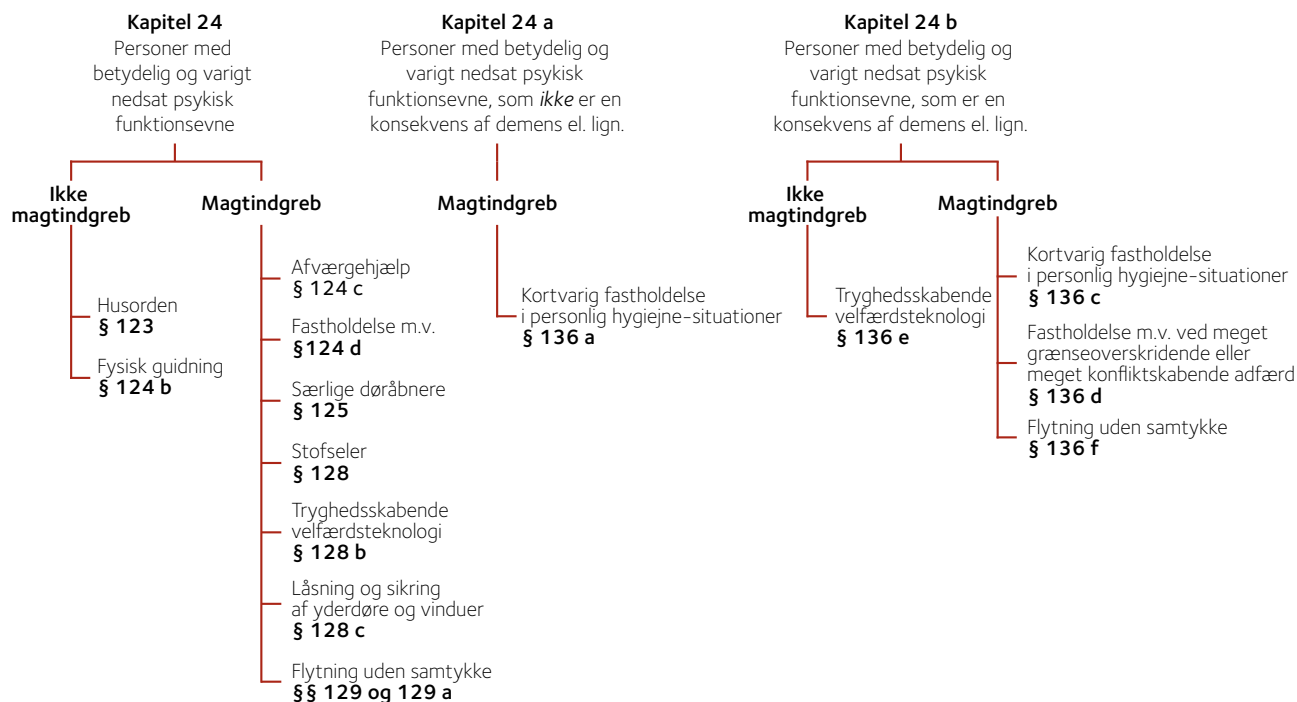 Kapitel 24
Personer med
betydelig og varigt
nedsat psykisk
funktionsevne
Ikke
magtindgreb
Husorden
§ 123
Fysisk guidning
§ 124 b
Magtindgreb
Afværgehjælp
§ 124 c
Fastholdelse m.v.
§124 d
Særlige døråbnere
§ 125
Stofseler
§ 128
Tryghedsskabende
velfærdsteknologi
§ 128 b
Låsning og sikring
af yderdøre og vinduer
§ 128 c
Flytning uden samtykke
§§ 129 og 129 a
Kapitel 24 a
Personer med betydelig og
varigt nedsat psykisk
funktionsevne, som ikke er en
konsekvens af demens el. lign.
Magtindgreb
Kortvarig fastholdelse
i personlig hygiejne-situationer
§ 136 a
Kapitel 24 b
Personer med betydelig og
varigt nedsat psykisk
funktionsevne, som er en
konsekvens af demens el. lign.
Ikke
magtindgreb
Tryghedsskabende
velfærdsteknologi
§ 136 e
Magtindgreb
Kortvarig fastholdelse
i personlig hygiejne-situationer
§ 136 c
Fastholdelse m.v. ved meget
grænseoverskridende eller
meget konfliktskabende adfærd
§ 136 d
Flytning uden samtykke
§ 136 f